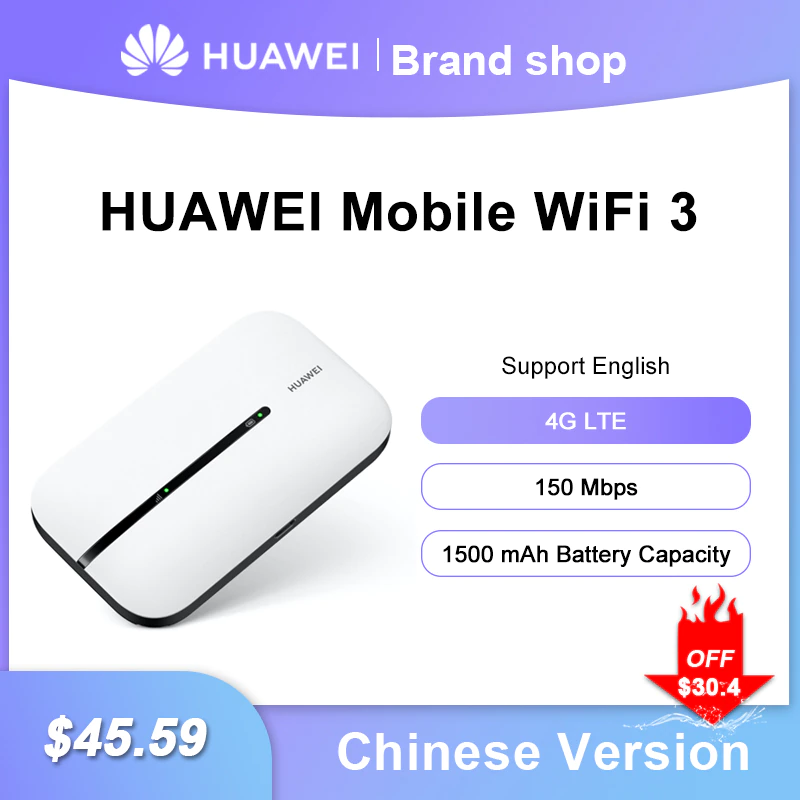 HUAWEI | Brand shop
HUAWEI Mobile WiFi 3
HUAWEI
Support English
4G LTE
150 Mbps
1500 mAh Battery Capacity
OFF
$30.4
$45.59
Chinese Version